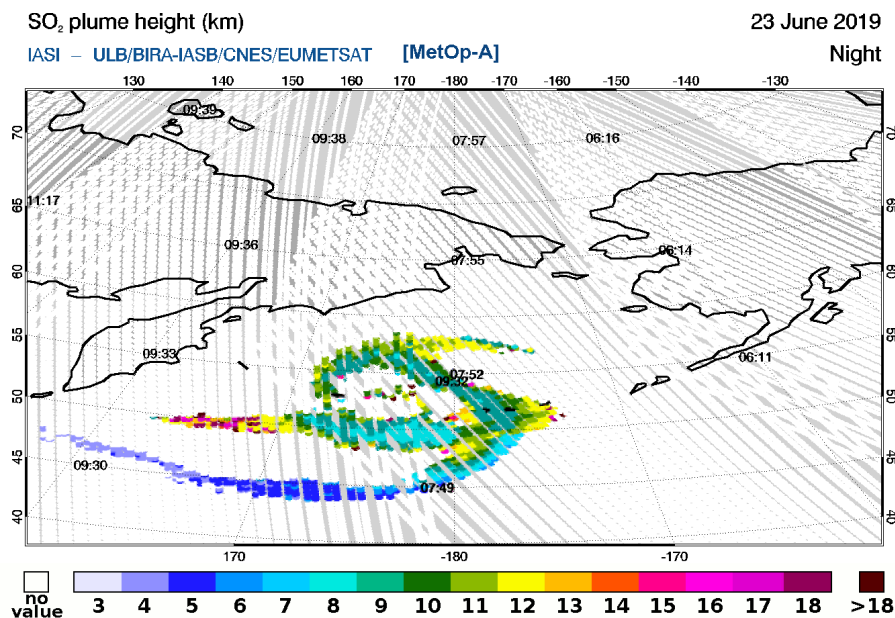 SO₂ plume height (km) 23 June 2019
IASI – ULB/BIRA-IASB/CNES/EUMETSAT [MetOp-A] Night
130 140 150 160 170 -180 -170 -160 -150 -140 -130
09:39
09:38 07:57 06:16
70 70
11:17
65 65
09:36 07:55 06:14
60 60
55 55
09:33 06:11
07:52
09:32
50 50
45 45
09:30
07:49
40 40
170 -180 -170
no value 3 4 5 6 7 8 9 10 11 12 13 14 15 16 17 18 >18